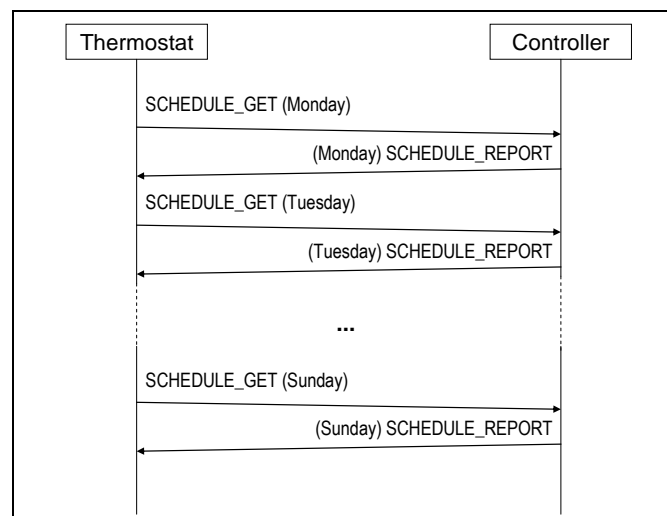 Thermostat
Controller
SCHEDULE_GET (Monday)
(Monday) SCHEDULE_REPORT
SCHEDULE_GET (Tuesday)
(Tuesday) SCHEDULE_REPORT
...
SCHEDULE_GET (Sunday)
(Sunday) SCHEDULE_REPORT